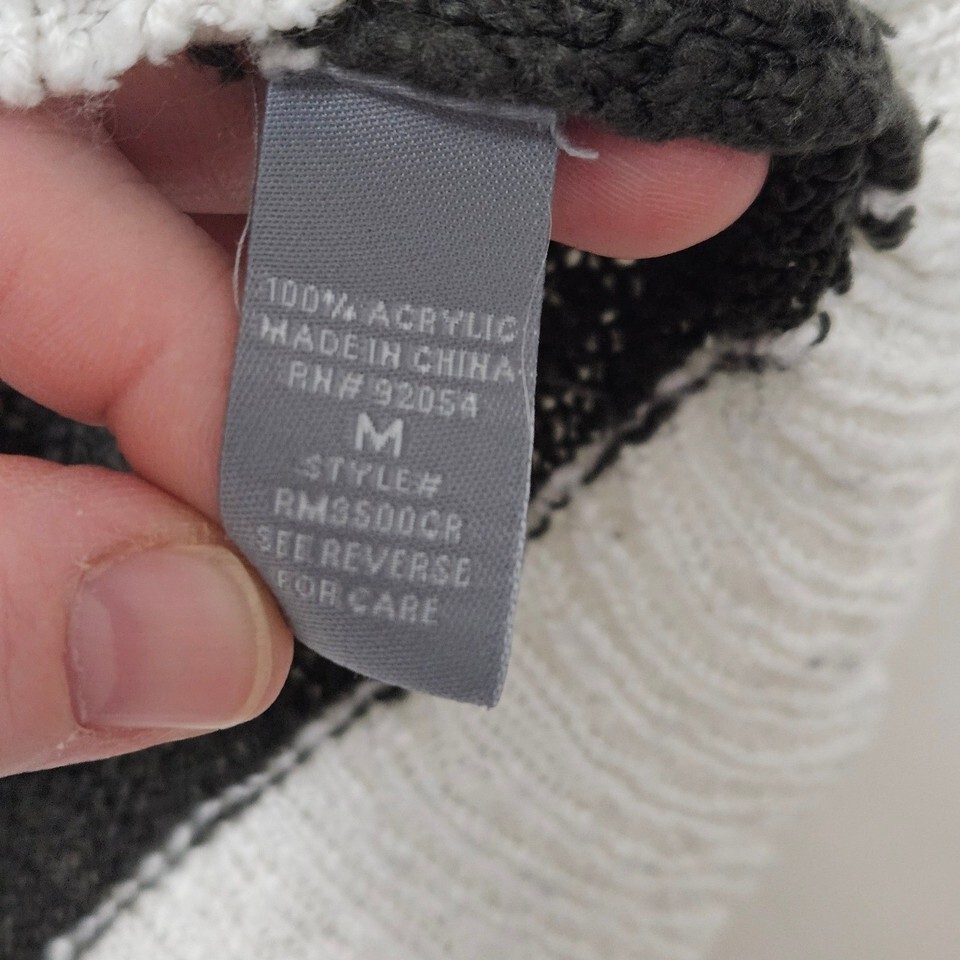 100% ACRYLIC
MADE IN CHINA
RN# 92054
M
STYLE#
RM3500CR
SEE REVERSE
FOR CARE